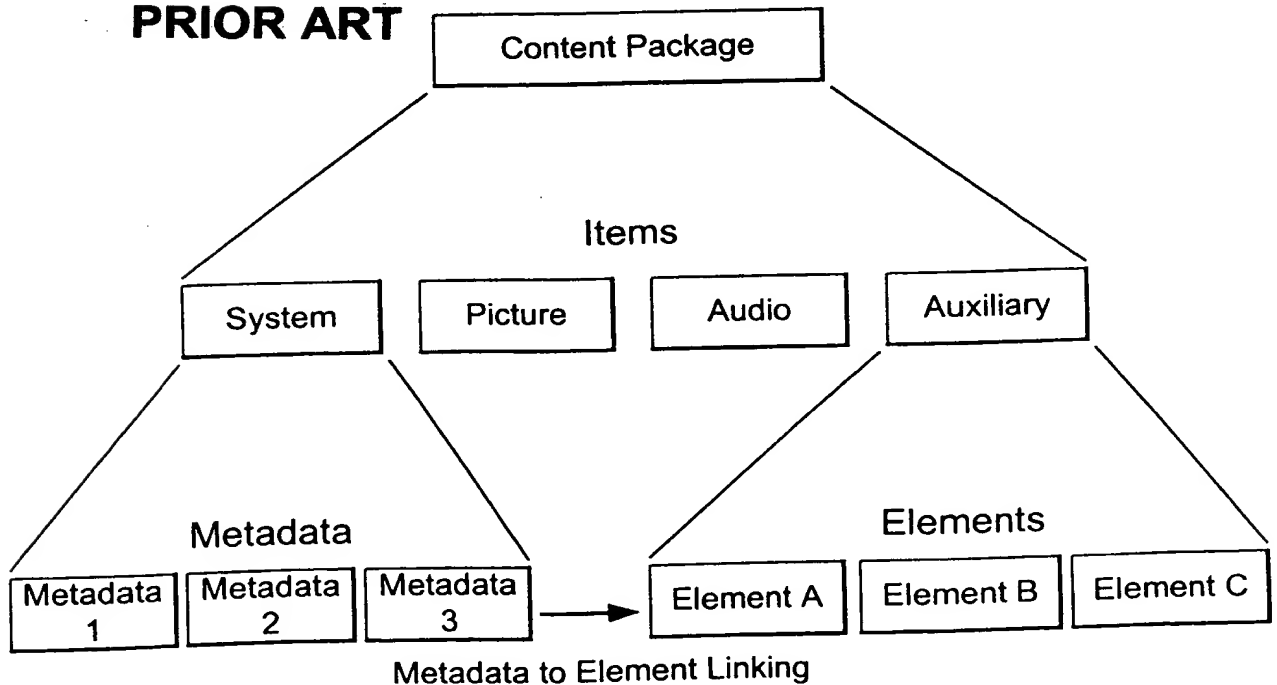 PRIOR ART
Content Package
Items
System
Picture
Audio
Auxiliary
Metadata
Elements
Metadata
1
Metadata
2
Metadata
3
Element A
Element B
Element C
Metadata to Element Linking